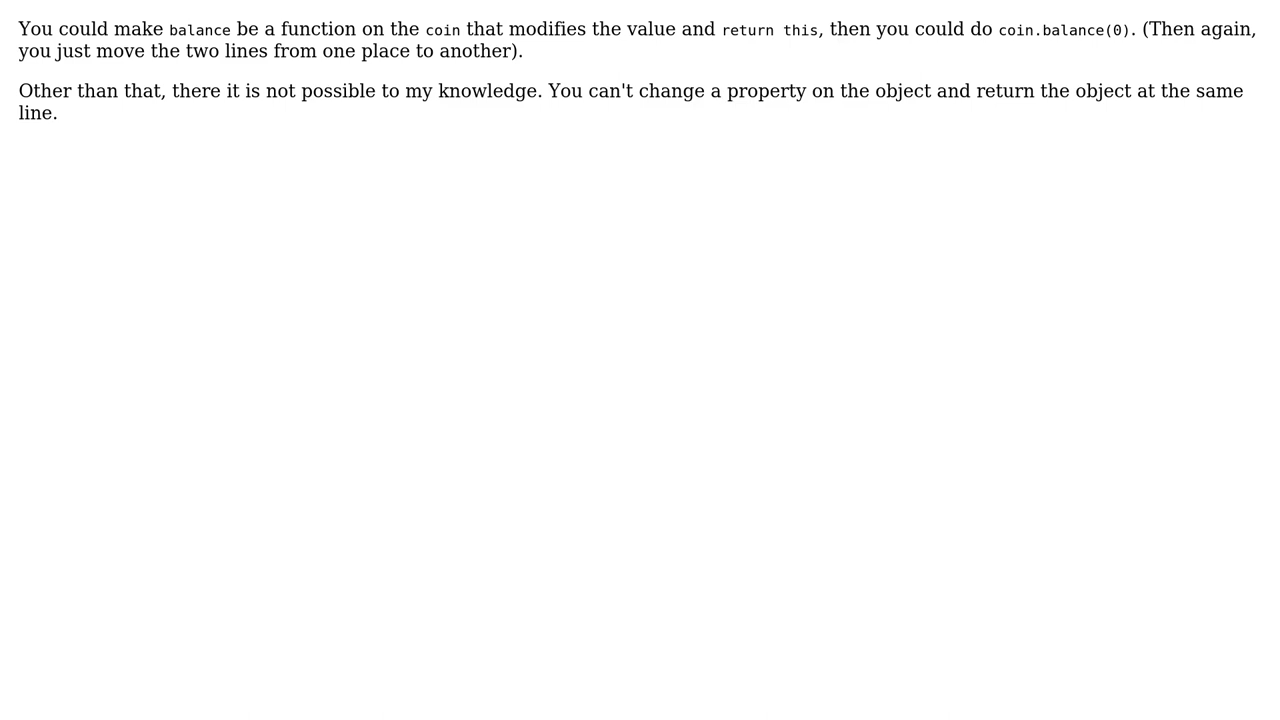 You could make balance be a function on the coin that modifies the value and return this, then you could do coin.balance(0). (Then again,
you just move the two lines from one place to another).
Other than that, there it is not possible to my knowledge. You can't change a property on the object and return the object at the same
line.